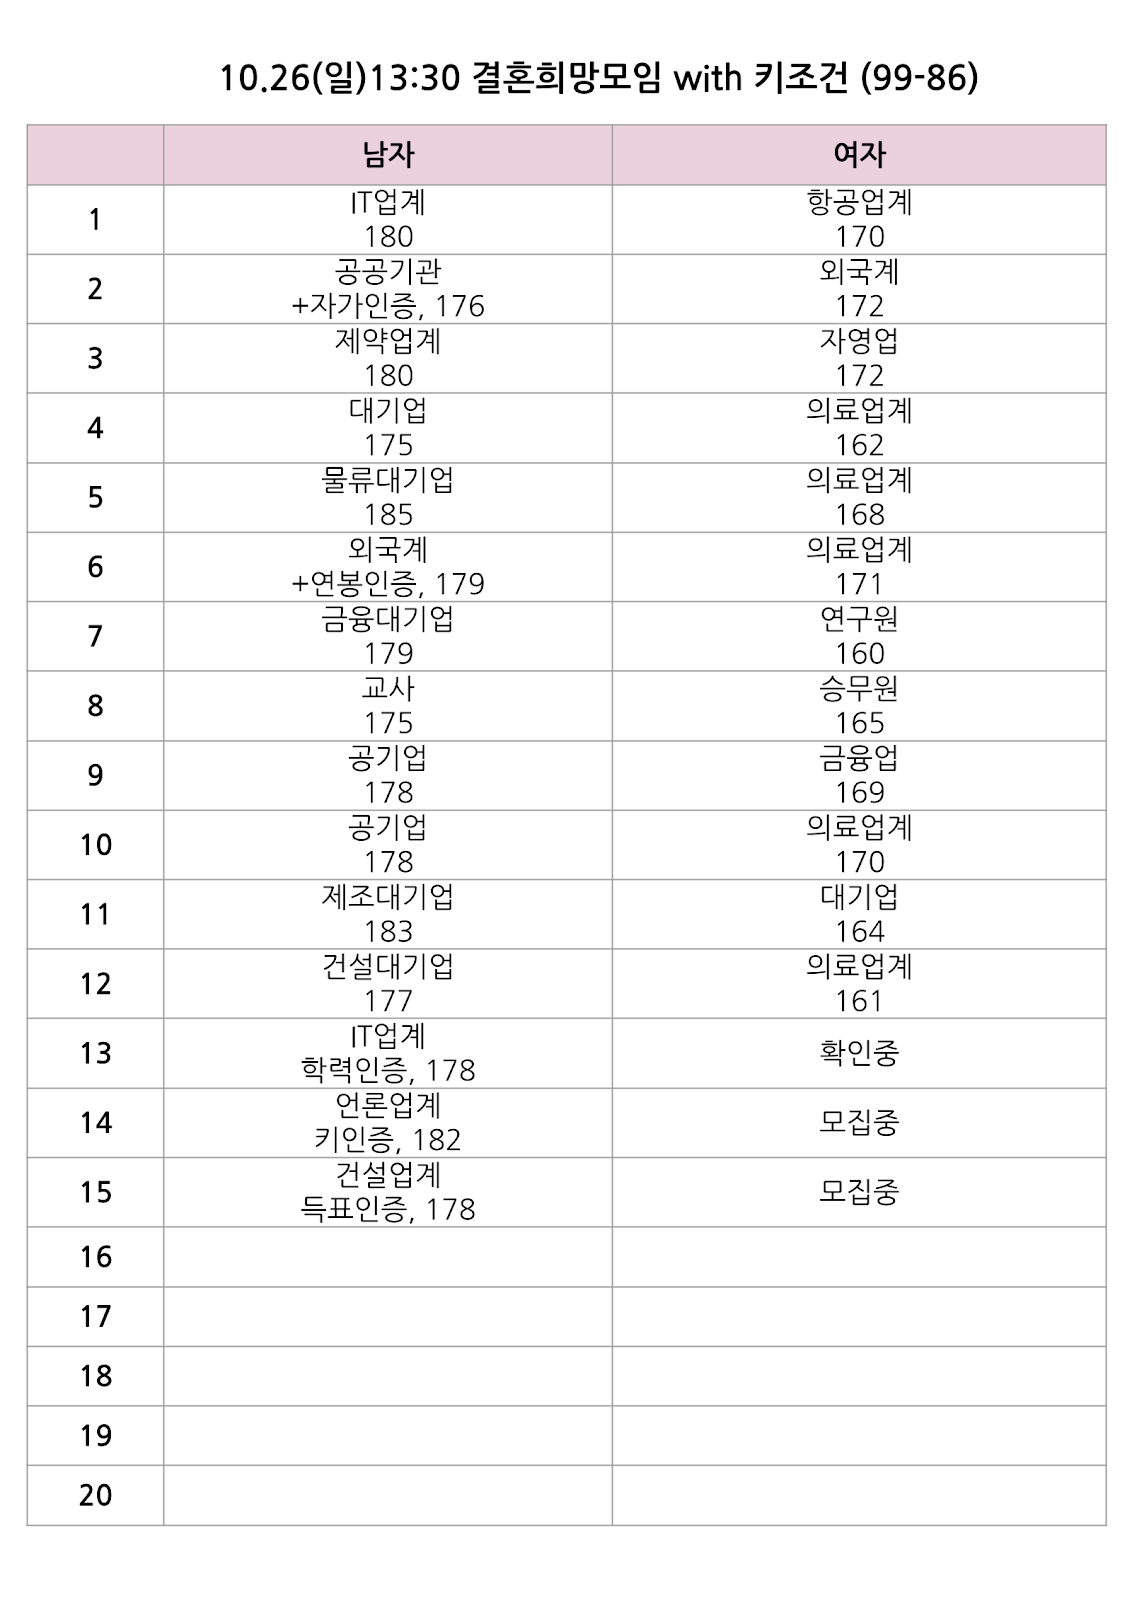 10.26(일)13:30 결혼희망모임 with 키조건 (99-86)
남자 여자
1 IT업계 항공업계
180 170
2 공공기관 외국계
+자가인증, 176 172
3 제약업계 자영업
180 172
4 대기업 의료업계
175 162
5 물류대기업 의료업계
185 168
6 외국계 의료업계
+연봉인증, 179 171
7 금융대기업 연구원
179 160
8 교사 승무원
175 165
9 공기업 금융업
178 169
10 공기업 의료업계
178 170
11 제조대기업 대기업
183 164
12 건설대기업 의료업계
177 161
13 IT업계 확인중
학력인증, 178
14 언론업계 모집중
키인증, 182
15 건설업계 모집중
득표인증, 178
16
17
18
19
20